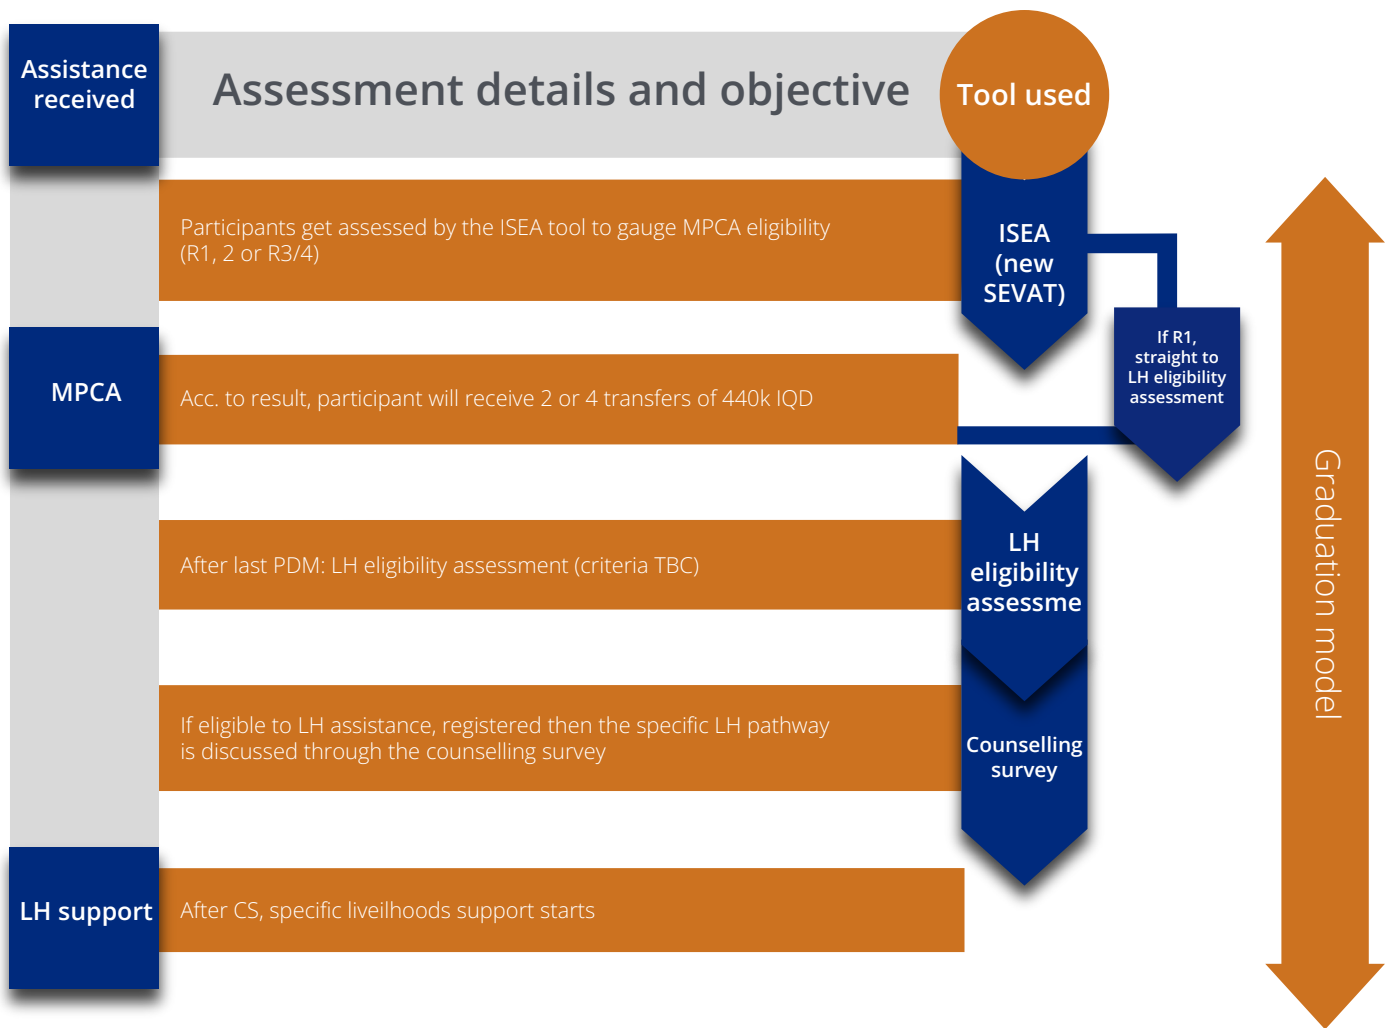 Assistance
received
Assessment details and objective
Tool used
Participants get assessed by the ISEA tool to gauge MPCA eligibility
(R1, 2 or R3/4)
ISEA
(new
SEVAT)
If R1,
straight to
LH eligibility
assessment
MPCA
Acc. to result, participant will receive 2 or 4 transfers of 440k IQD
After last PDM: LH eligibility assessment (criteria TBC)
LH
eligibility
assessme
If eligible to LH assistance, registered then the specific LH pathway
is discussed through the counselling survey
Counselling
survey
LH support
After CS, specific liveilhoods support starts
Graduation model